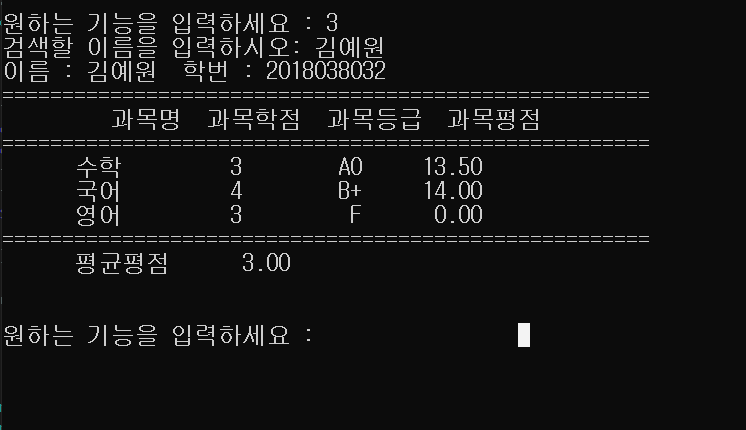 원하는 기능을 입력하세요 : 3
검색할 이름을 입력하시오: 김예원
이름 : 김예원  학번 : 2018038032
======================================================
과목명  과목학점  과목등급  과목평점
======================================================
수학 3 A0 13.50
국어 4 B+ 14.00
영어 3 F 0.00
======================================================
평균평점 3.00
원하는 기능을 입력하세요 :